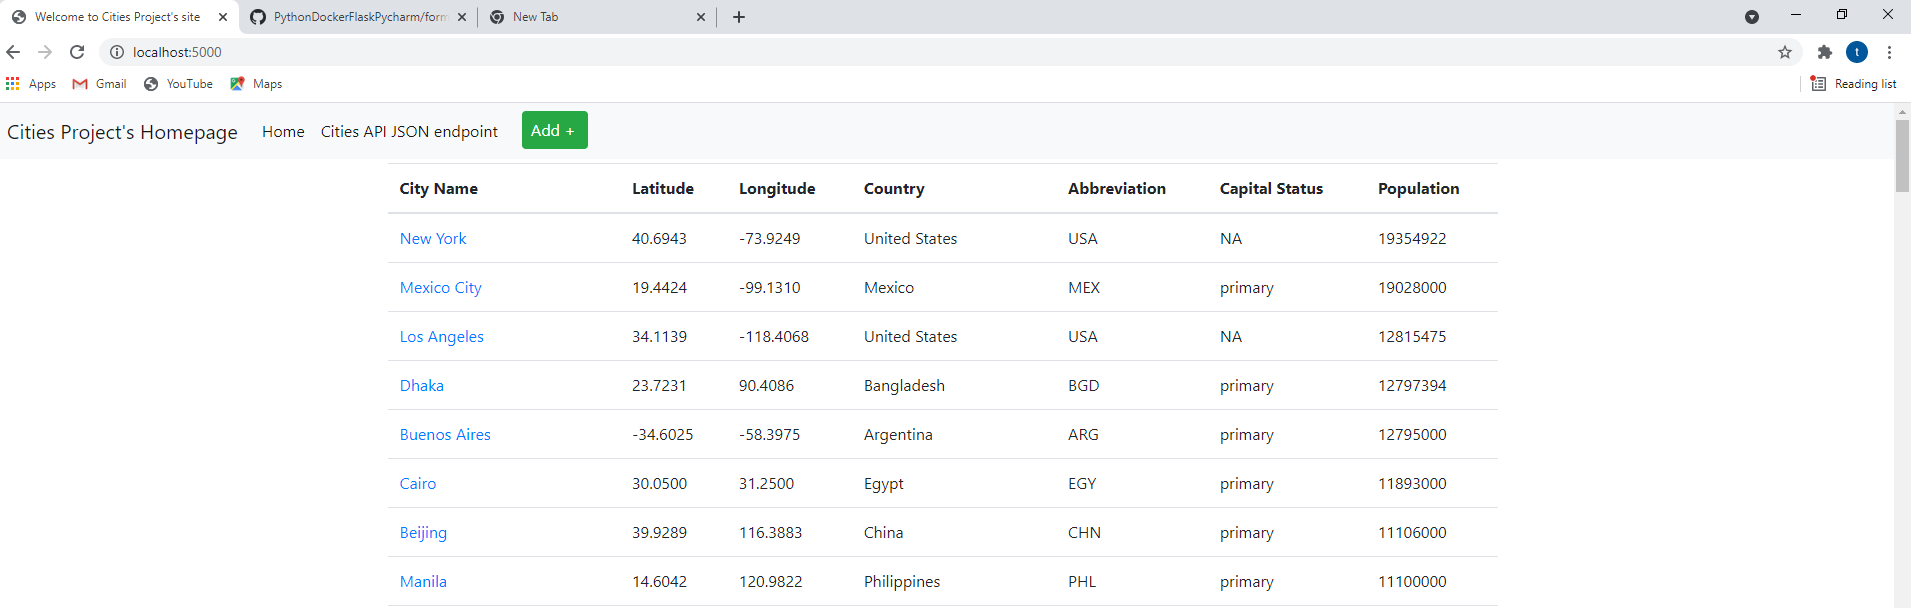 Welcome to Cities Project's site PythonDockerFlaskPycharm/form New Tab
localhost:5000 t
Apps Gmail YouTube Maps Reading list
Cities Project's Homepage Home Cities API JSON endpoint Add +
City Name Latitude Longitude Country Abbreviation Capital Status Population
New York 40.6943 -73.9249 United States USA NA 19354922
Mexico City 19.4424 -99.1310 Mexico MEX primary 19028000
Los Angeles 34.1139 -118.4068 United States USA NA 12815475
Dhaka 23.7231 90.4086 Bangladesh BGD primary 12797394
Buenos Aires -34.6025 -58.3975 Argentina ARG primary 12795000
Cairo 30.0500 31.2500 Egypt EGY primary 11893000
Beijing 39.9289 116.3883 China CHN primary 11106000
Manila 14.6042 120.9822 Philippines PHL primary 11100000